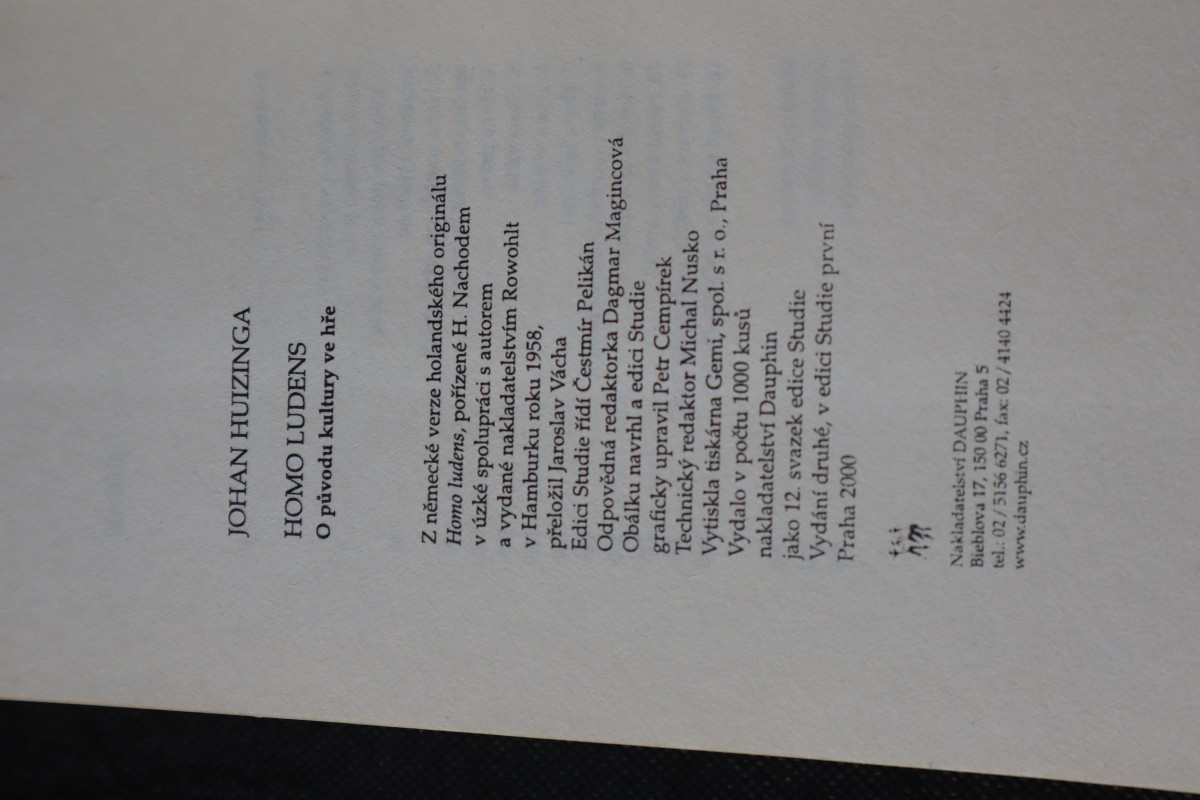 JOHAN HUIZINGA
HOMO LUDENS
O původu kultury ve hře
Z německé verze holandského originálu
Homo ludens, pořízené H. Nachodem
v úzké spolupráci s autorem
a vydané nakladatelstvím Rowohlt
v Hamburku roku 1958,
přeložil Jaroslav Vácha
Edici Studie řídí Čestmír Pelikán
Odpovědná redaktorka Dagmar Magincová
Obálku navrhl a edici Studie
graficky upravil Petr Cempírek
Technický redaktor Michal Nusko
Vytiskla tiskárna Gemi, spol. s r. o., Praha
Vydalo v počtu 1000 kusů
nakladatelství Dauphin
jako 12. svazek edice Studie
Vydání druhé, v edici Studie první
Praha 2000
Nakladatelství DAUPHIN
Bieblova 17, 150 00 Praha 5
tel.: 02 / 5156 6271, fax: 02 / 4140 4424
www.dauphin.cz